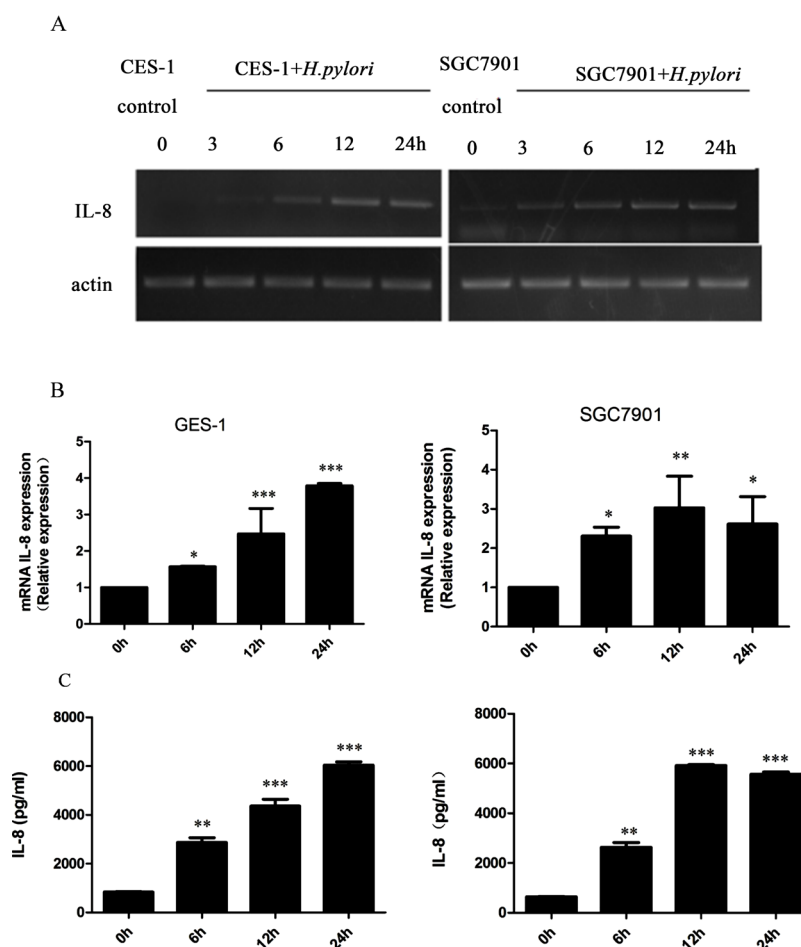 A
CES-1 CES-1+H.pylori SGC7901 SGC7901+H.pylori
control control
0 3 6 12 24h 0 3 6 12 24h
IL-8
actin
B
GES-1
mRNA IL-8 expression
（Relative expression）
5
4
3
2
1
0
* *** ***
0h 6h 12h 24h
SGC7901
mRNA IL-8 expression
(Relative expression)
5
4
3
2
1
0
* ** *
0h 6h 12h 24h
C
IL-8 (pg/ml)
8000
6000
4000
2000
0
** *** ***
0h 6h 12h 24h
IL-8（pg/ml）
8000
6000
4000
2000
0
** *** ***
0h 6h 12h 24h